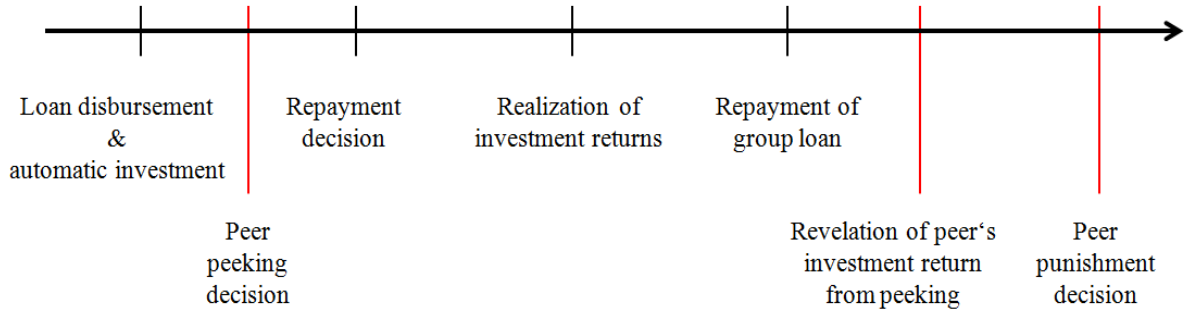 Loan disbursement
&
automatic investment
Peer
peeking
decision
Repayment
decision
Realization of
investment returns
Repayment of
group loan
Revelation of peer‘s
investment return
from peeking
Peer
punishment
decision